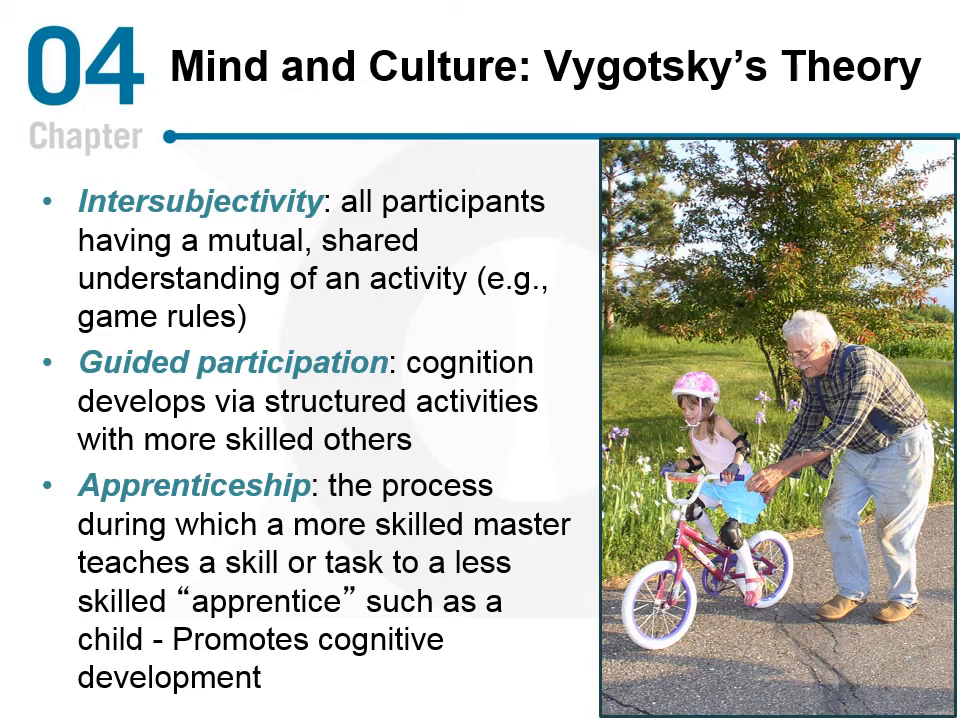 04
Chapter
Mind and Culture: Vygotsky’s Theory
• Intersubjectivity: all participants
having a mutual, shared
understanding of an activity (e.g.,
game rules)
• Guided participation: cognition
develops via structured activities
with more skilled others
• Apprenticeship: the process
during which a more skilled master
teaches a skill or task to a less
skilled “apprentice” such as a
child - Promotes cognitive
development